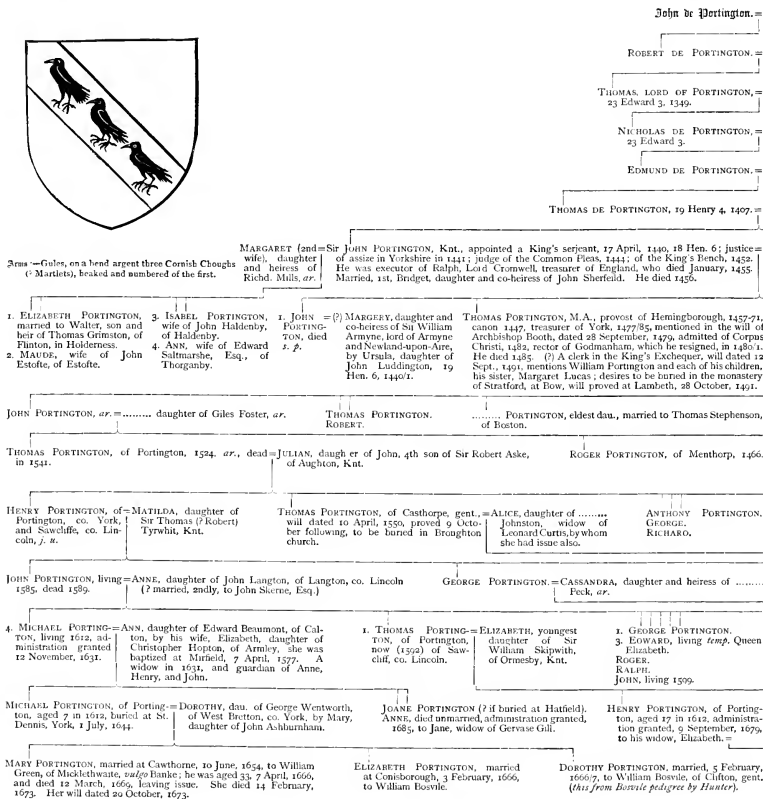 John de Portington.=
ROBERT DE PORTINGTON.=
THOMAS, LORD OF PORTINGTON,=
23 Edward 3, 1349.
NICHOLAS DE PORTINGTON,=
23 Edward 3.
EDMUND DE PORTINGTON.=
THOMAS DE PORTINGTON, 19 Henry 4, 1407.=
Arms:—Gules, on a bend argent three Cornish Choughs
(? Martlets), beaked and numbered of the first.
MARGARET (2nd=
wife), daughter
and heiress of
Richd. Mills, ar.
Sir JOHN PORTINGTON, Knt., appointed a King's serjeant, 17 April, 1440, 18 Hen. 6; justice=
of assize in Yorkshire in 1441; judge of the Common Pleas, 1444; of the King's Bench, 1452.
He was executor of Ralph, Lord Cromwell, treasurer of England, who died January, 1455.
Married, 1st, Bridget, daughter and co-heiress of John Sherfeild. He died 1456.
1. ELIZABETH PORTINGTON,
married to Walter, son and
heir of Thomas Grimston, of
Flinton, in Holderness.
2. MAUDE, wife of John
Estofte, of Estofte.
3. ISABEL PORTINGTON,
wife of John Haldenby,
of Haldenby.
4. ANN, wife of Edward
Saltmarshe, Esq., of
Thorganby.
1. JOHN =
PORTING-
TON, died
s. p.
(?) MARGERY, daughter and
co-heiress of Sir William
Armyne, lord of Armyne
and Newland-upon-Aire,
by Ursula, daughter of
John Luddington, 19
Hen. 6, 1440/1.
THOMAS PORTINGTON, M.A., provost of Hemingborough, 1457-71,
canon 1447, treasurer of York, 1477/85, mentioned in the will of
Archbishop Booth, dated 28 September, 1479, admitted of Corpus
Christi, 1482, rector of Godmanham, which he resigned, in 1480/1.
He died 1485. (?) A clerk in the King's Exchequer, will dated 12
Sept., 1491, mentions William Portington and each of his children,
his sister, Margaret Lucas; desires to be buried in the monastery
of Stratford, at Bow, will proved at Lambeth, 28 October, 1491.
JOHN PORTINGTON, ar.=......... daughter of Giles Foster, ar.
THOMAS PORTINGTON.
ROBERT.
......... PORTINGTON, eldest dau., married to Thomas Stephenson,
of Boston.
THOMAS PORTINGTON, of Portington, 1524, ar., dead=
in 1541.
JULIAN, daugh er of John, 4th son of Sir Robert Aske,
of Aughton, Knt.
ROGER PORTINGTON, of Menthorp, 1466.
HENRY PORTINGTON, of=
Portington, co. York,
and Sawcliffe, co. Lin-
coln, j. u.
MATILDA, daughter of
Sir Thomas (? Robert)
Tyrwhit, Knt.
THOMAS PORTINGTON, of Casthorpe, gent.,=
will dated 10 April, 1550, proved 9 Octo-
ber following, to be buried in Broughton
church.
ALICE, daughter of .........
Johnston, widow of
Leonard Curtis, by whom
she had issue also.
ANTHONY PORTINGTON.
GEORGE.
RICHARD.
JOHN PORTINGTON, living=
1585, dead 1589.
ANNE, daughter of John Langton, of Langton, co. Lincoln
(? married, 2ndly, to John Skerne, Esq.)
GEORGE PORTINGTON.=
CASSANDRA, daughter and heiress of .........
Peck, ar.
4. MICHAEL PORTING-=
TON, living 1612, ad-
ministration granted
12 November, 1631.
ANN, daughter of Edward Beaumont, of Cal-
ton, by his wife, Elizabeth, daughter of
Christopher Hopton, of Armley, she was
baptized at Mirfield, 7 April, 1577. A
widow in 1631, and guardian of Anne,
Henry, and John.
1. THOMAS PORTING-=
TON, of Portington,
now (1592) of Saw-
cliff, co. Lincoln.
ELIZABETH, youngest
daughter of Sir
William Skipwith,
of Ormesby, Knt.
1. GEORGE PORTINGTON.
3. EDWARD, living temp. Queen
Elizabeth.
ROGER.
RALPH.
JOHN, living 1509.
MICHAEL PORTINGTON, of Porting-=
ton, aged 7 in 1612, buried at St.
Dennis, York, 1 July, 1644.
DOROTHY, dau. of George Wentworth,
of West Bretton, co. York, by Mary,
daughter of John Ashburnham.
JOANE PORTINGTON (? if buried at Hatfield).
ANNE, died unmarried, administration granted,
1685, to Jane, widow of Gervase Gill.
HENRY PORTINGTON, of Porting-
ton, aged 17 in 1612, administra-
tion granted, 9 September, 1679,
to his widow, Elizabeth.=
MARY PORTINGTON, married at Cawthorne, 10 June, 1654, to William
Green, of Micklethwaite, vulgo Banke; he was aged 33, 7 April, 1666,
and died 12 March, 1669, leaving issue. She died 14 February,
1673. Her will dated 20 October, 1673.
ELIZABETH PORTINGTON, married
at Conisborough, 3 February, 1666,
to William Bosvile.
DOROTHY PORTINGTON, married, 5 February,
1666/7, to William Bosvile, of Clifton, gent.
(this from Bosvile pedigree by Hunter).